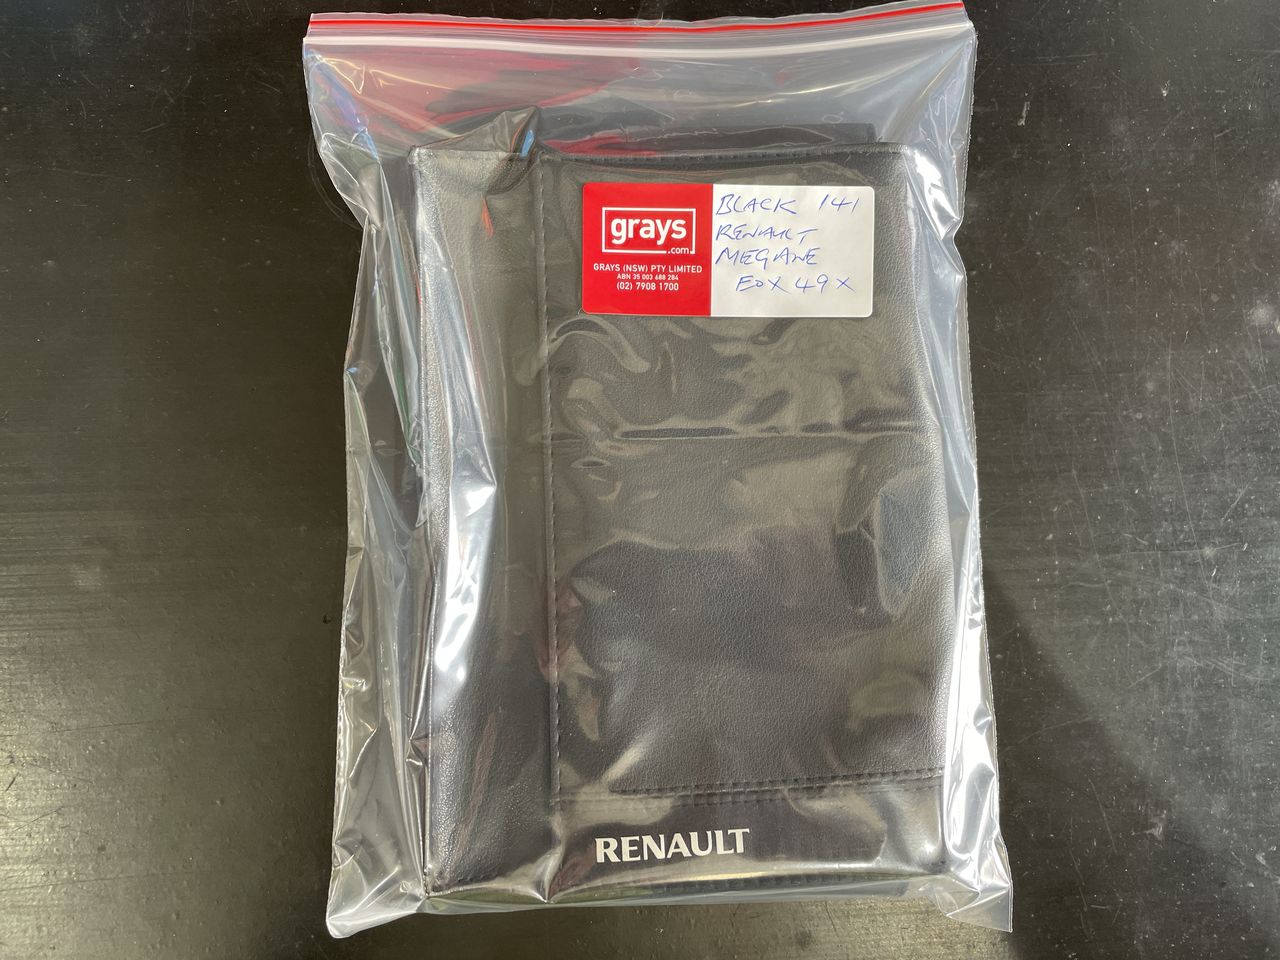 grays
.com
GRAYS (NSW) PTY LIMITED
ABN 35 003 688 284
(02) 7908 1700
BLACK 141
RENAULT
MEGANE
EOX 49X
RENAULT